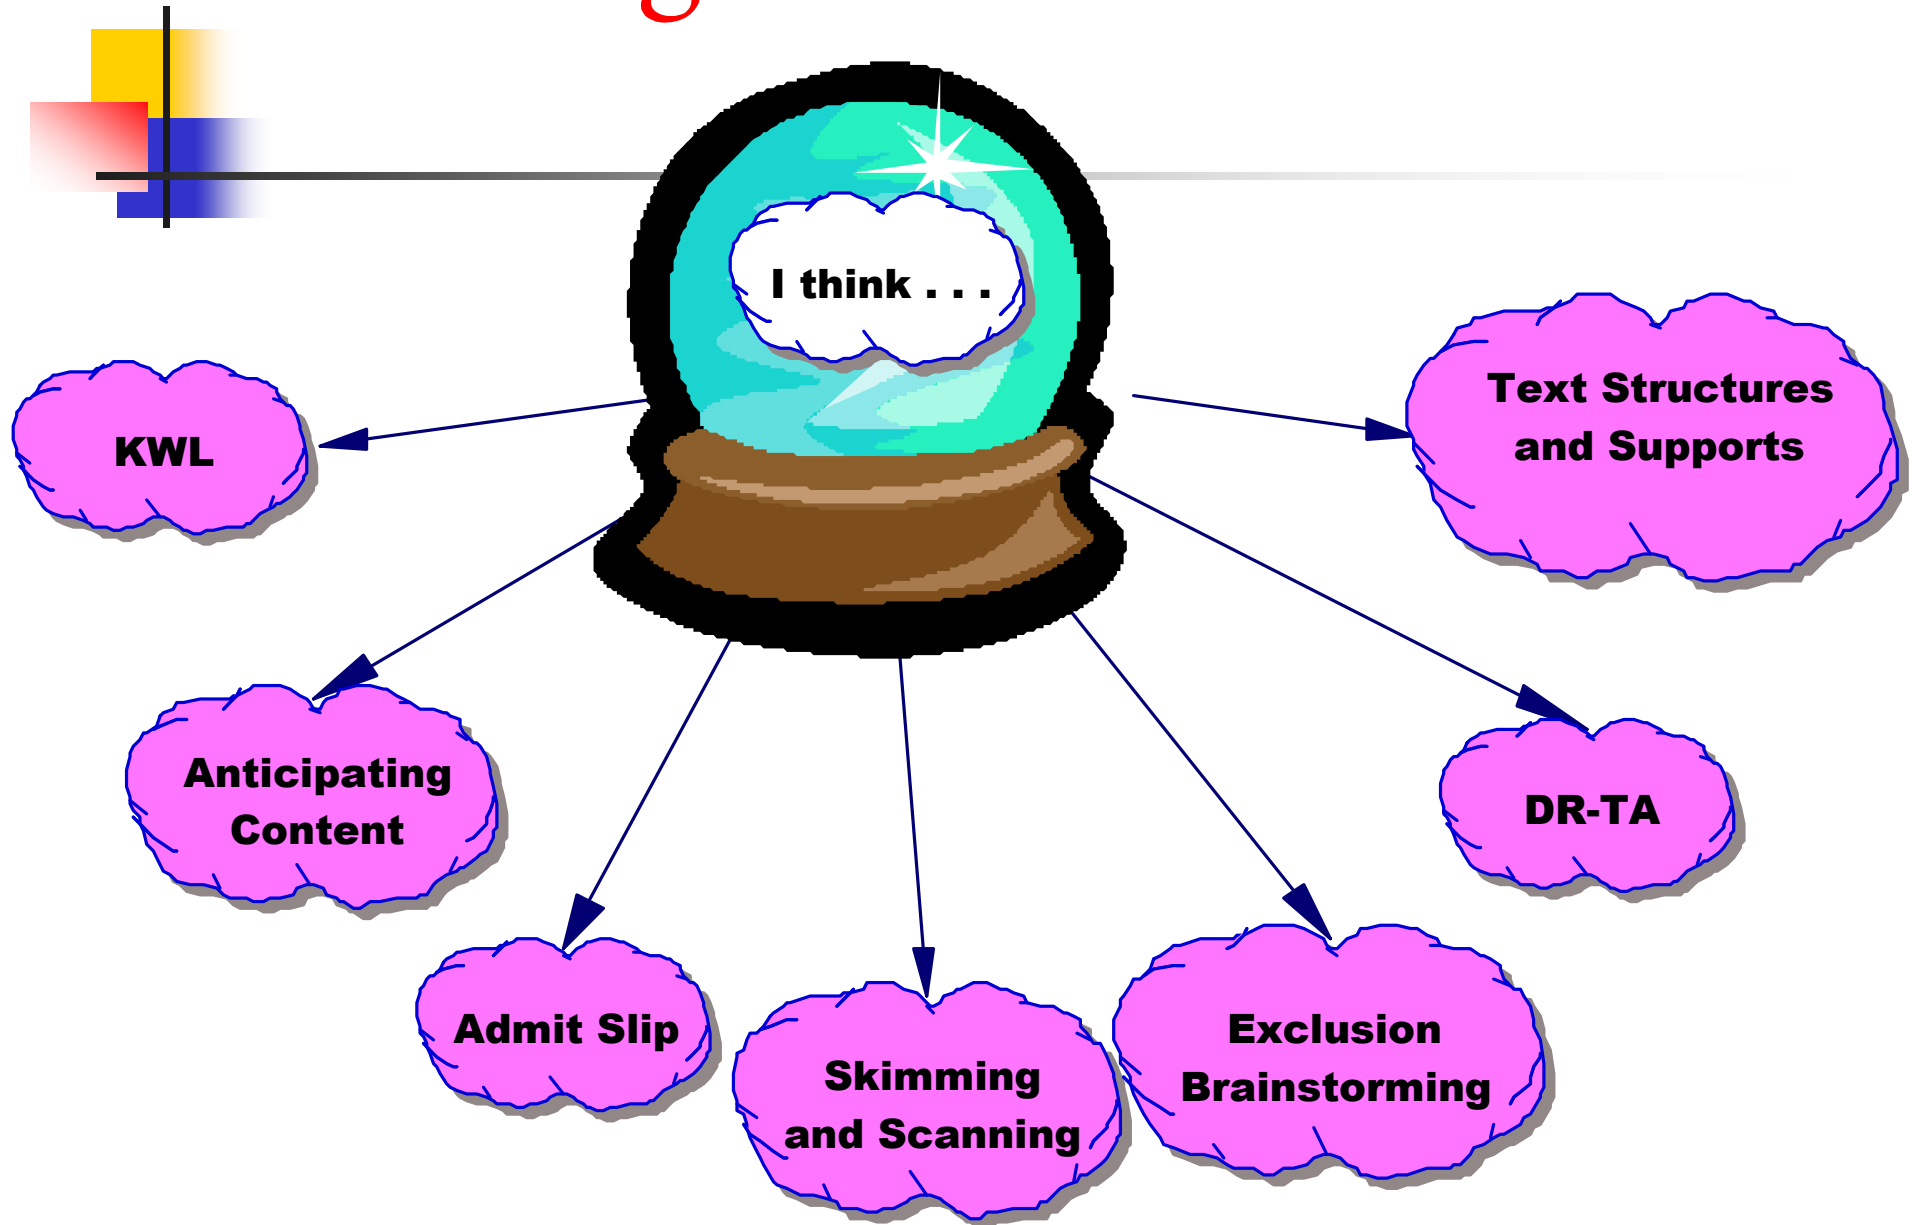 I think . . .
Text Structures
and Supports
KWL
Anticipating
Content
DR-TA
Admit Slip
Skimming
and Scanning
Exclusion
Brainstorming